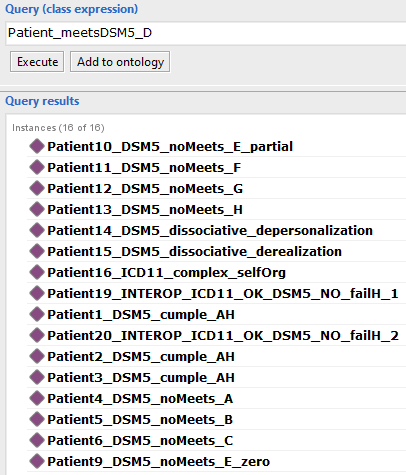 Query (class expression)
Patient_meetsDSM5_D
Execute Add to ontology
Query results
Instances (16 of 16)
Patient10_DSM5_noMeets_E_partial
Patient11_DSM5_noMeets_F
Patient12_DSM5_noMeets_G
Patient13_DSM5_noMeets_H
Patient14_DSM5_dissociative_depersonalization
Patient15_DSM5_dissociative_derealization
Patient16_ICD11_complex_selfOrg
Patient19_INTEROP_ICD11_OK_DSM5_NO_failH_1
Patient1_DSM5_cumple_AH
Patient20_INTEROP_ICD11_OK_DSM5_NO_failH_2
Patient2_DSM5_cumple_AH
Patient3_DSM5_cumple_AH
Patient4_DSM5_noMeets_A
Patient5_DSM5_noMeets_B
Patient6_DSM5_noMeets_C
Patient9_DSM5_noMeets_E_zero